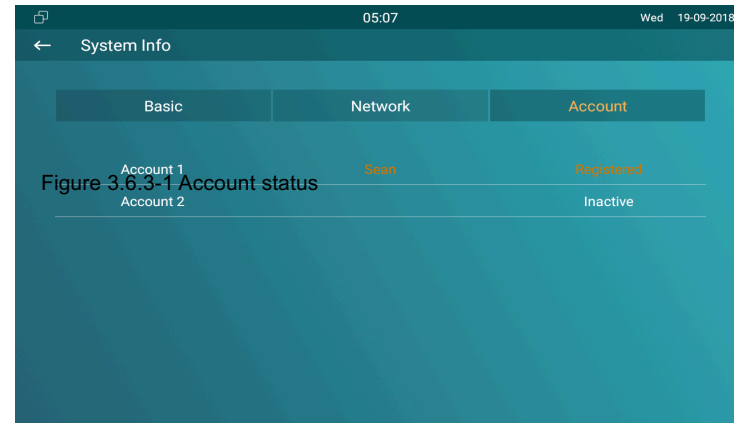 05:07 Wed 19-09-2018
System Info
Basic Network Account
Account 1 Sean Registered
Figure 3.6.3-1 Account status
Account 2 Inactive